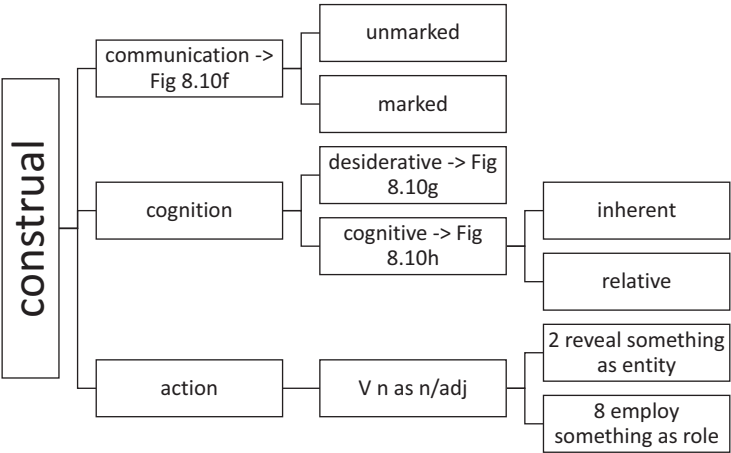 construal
communication ->
Fig 8.10f
unmarked
marked
cognition
desiderative -> Fig
8.10g
cognitive -> Fig
8.10h
inherent
relative
action
V n as n/adj
2 reveal something
as entity
8 employ
something as role